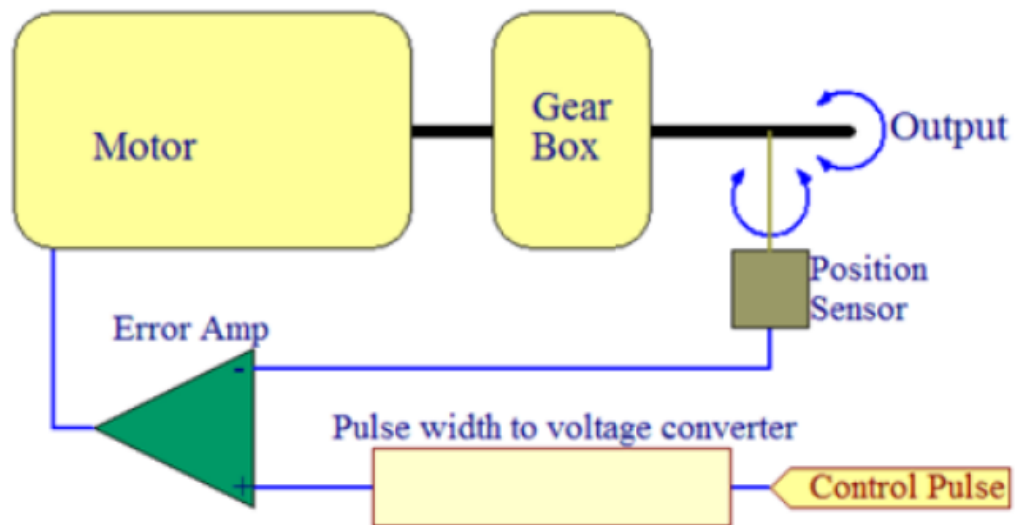 Motor
Gear
Box
Output
Position
Sensor
Error Amp
-
+
Pulse width to voltage converter
Control Pulse